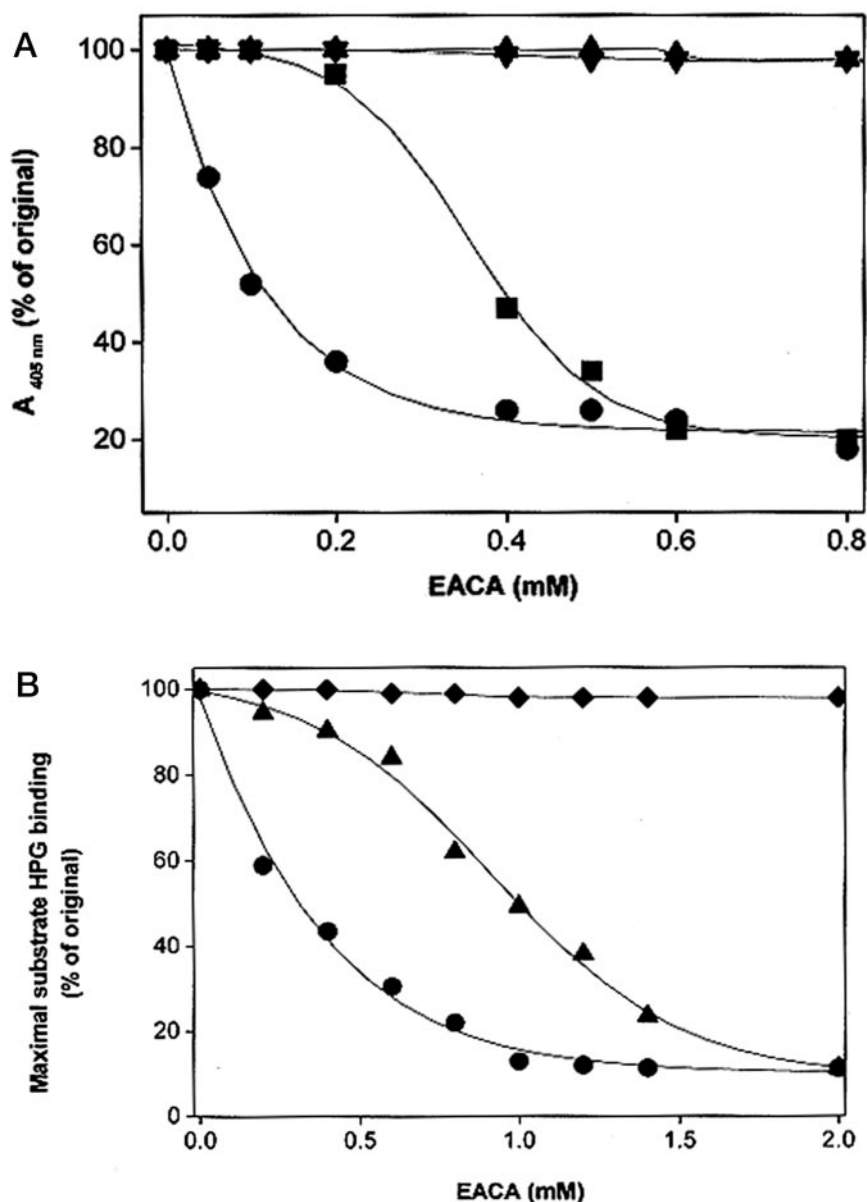 A
100
80
60
40
20
A 405 nm (% of original)
0.0 0.2 0.4 0.6 0.8
EACA (mM)
B
100
80
60
40
20
0
Maximal substrate HPG binding
(% of original)
0.0 0.5 1.0 1.5 2.0
EACA (mM)